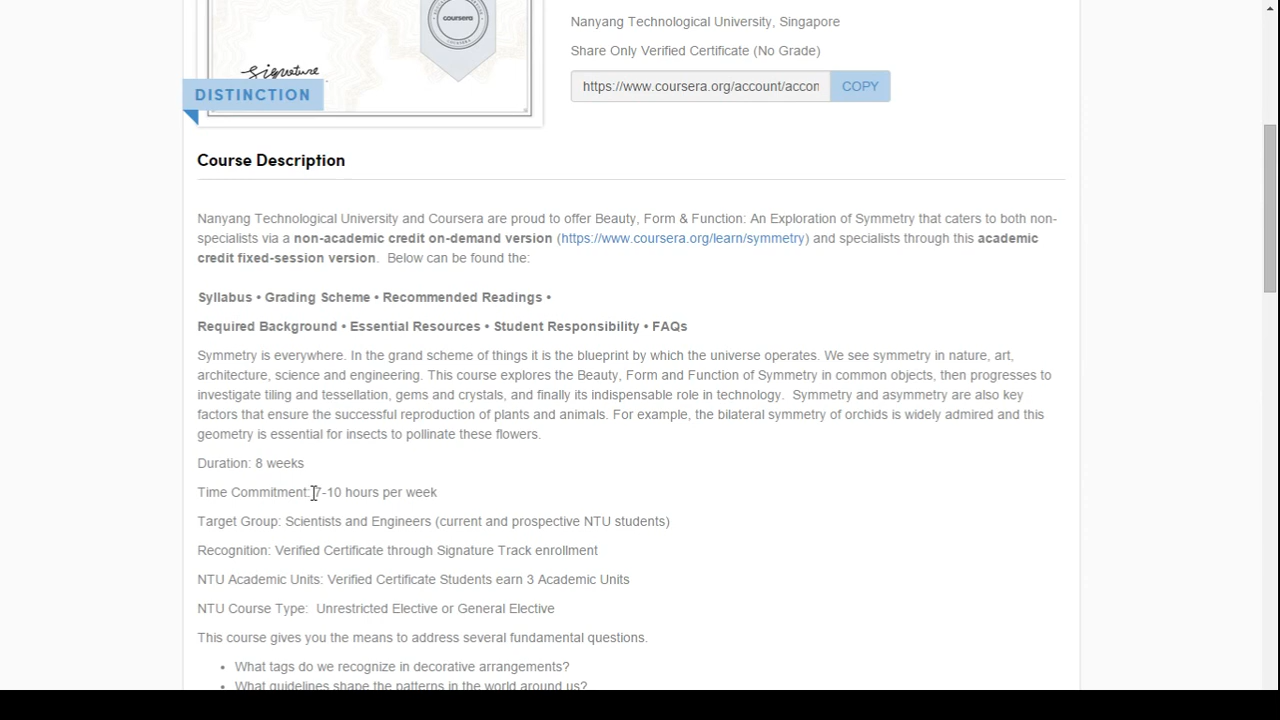 coursera
Nanyang Technological University, Singapore
Share Only Verified Certificate (No Grade)
Signature
DISTINCTION
https://www.coursera.org/account/accon
COPY
Course Description
Nanyang Technological University and Coursera are proud to offer Beauty, Form & Function: An Exploration of Symmetry that caters to both non-
specialists via a non-academic credit on-demand version (https://www.coursera.org/learn/symmetry) and specialists through this academic
credit fixed-session version.  Below can be found the:
Syllabus • Grading Scheme • Recommended Readings •
Required Background • Essential Resources • Student Responsibility • FAQs
Symmetry is everywhere. In the grand scheme of things it is the blueprint by which the universe operates. We see symmetry in nature, art,
architecture, science and engineering. This course explores the Beauty, Form and Function of Symmetry in common objects, then progresses to
investigate tiling and tessellation, gems and crystals, and finally its indispensable role in technology.  Symmetry and asymmetry are also key
factors that ensure the successful reproduction of plants and animals. For example, the bilateral symmetry of orchids is widely admired and this
geometry is essential for insects to pollinate these flowers.
Duration: 8 weeks
Time Commitment: 7-10 hours per week
Target Group: Scientists and Engineers (current and prospective NTU students)
Recognition: Verified Certificate through Signature Track enrollment
NTU Academic Units: Verified Certificate Students earn 3 Academic Units
NTU Course Type:  Unrestricted Elective or General Elective
This course gives you the means to address several fundamental questions.
• What tags do we recognize in decorative arrangements?
• What guidelines shape the patterns in the world around us?